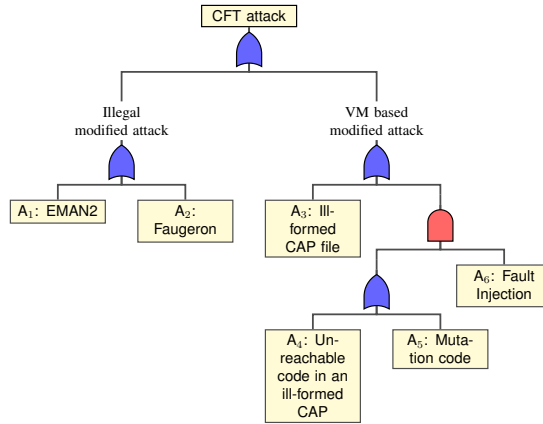 CFT attack
Illegal
modified attack
VM based
modified attack
A₁: EMAN2
A₂:
Faugeron
A₃: Ill-
formed
CAP file
A₆: Fault
Injection
A₄: Un-
reachable
code in an
ill-formed
CAP
A₅: Muta-
tion code